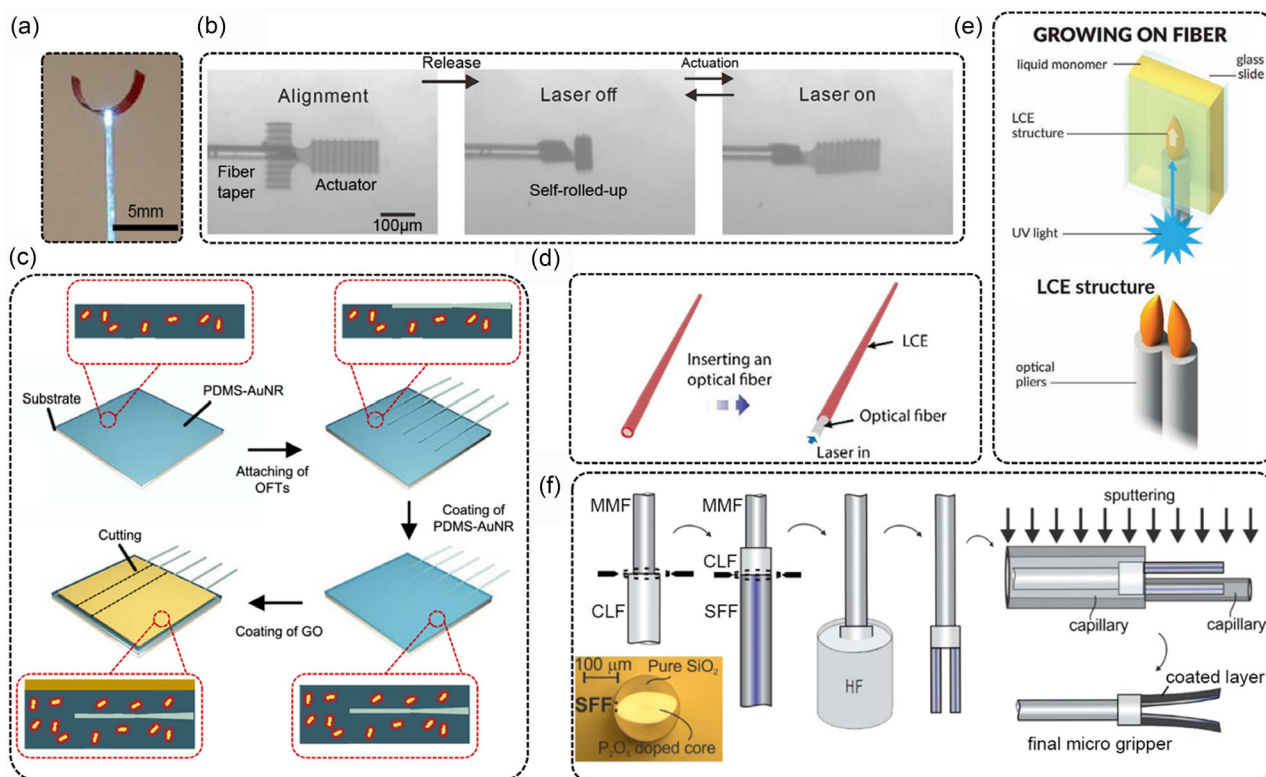 (a)
5mm
(b)
Release
Actuation
Alignment
Laser off
Laser on
Fiber
taper
Actuator
Self-rolled-up
100μm
(c)
Substrate
PDMS-AuNR
Attaching of
OFTs
Coating of
PDMS-AuNR
Cutting
Coating of GO
(d)
Inserting an
optical fiber
LCE
Optical fiber
Laser in
(e)
GROWING ON FIBER
liquid monomer
glass
slide
LCE
structure
UV light
LCE structure
optical
pliers
(f)
MMF
CLF
MMF
CLF
SFF
HF
100 μm
Pure SiO₂
SFF
P₂O₅ doped core
sputtering
capillary
capillary
coated layer
final micro gripper